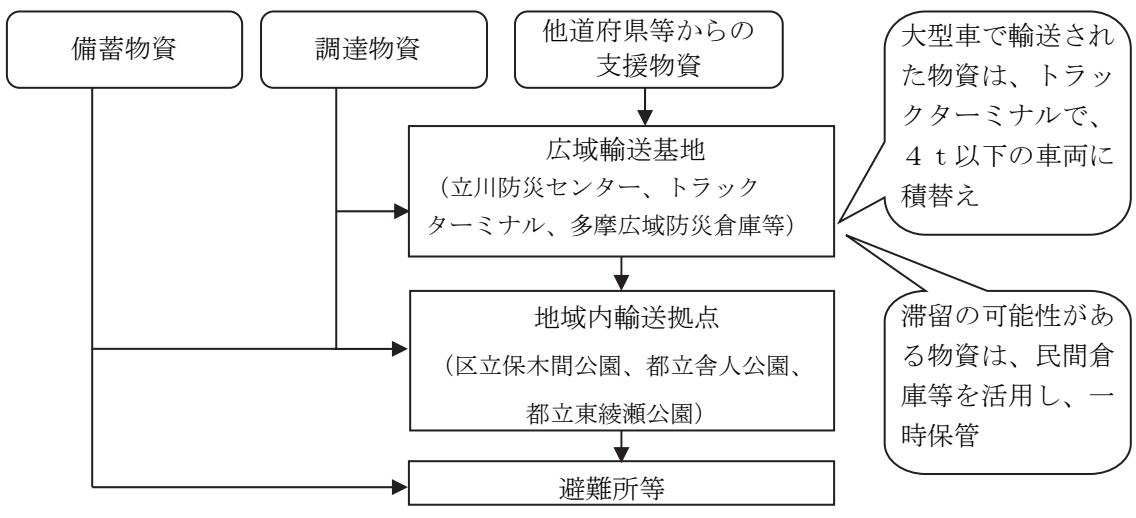 備蓄物資
調達物資
他道府県等からの
支援物資
大型車で輸送され
た物資は、トラッ
クターミナルで、
４ｔ以下の車両に
積替え
広域輸送基地
（立川防災センター、トラック
ターミナル、多摩広域防災倉庫等）
地域内輸送拠点
（区立保木間公園、都立舎人公園、
都立東綾瀬公園）
滞留の可能性があ
る物資は、民間倉
庫等を活用し、一
時保管
避難所等